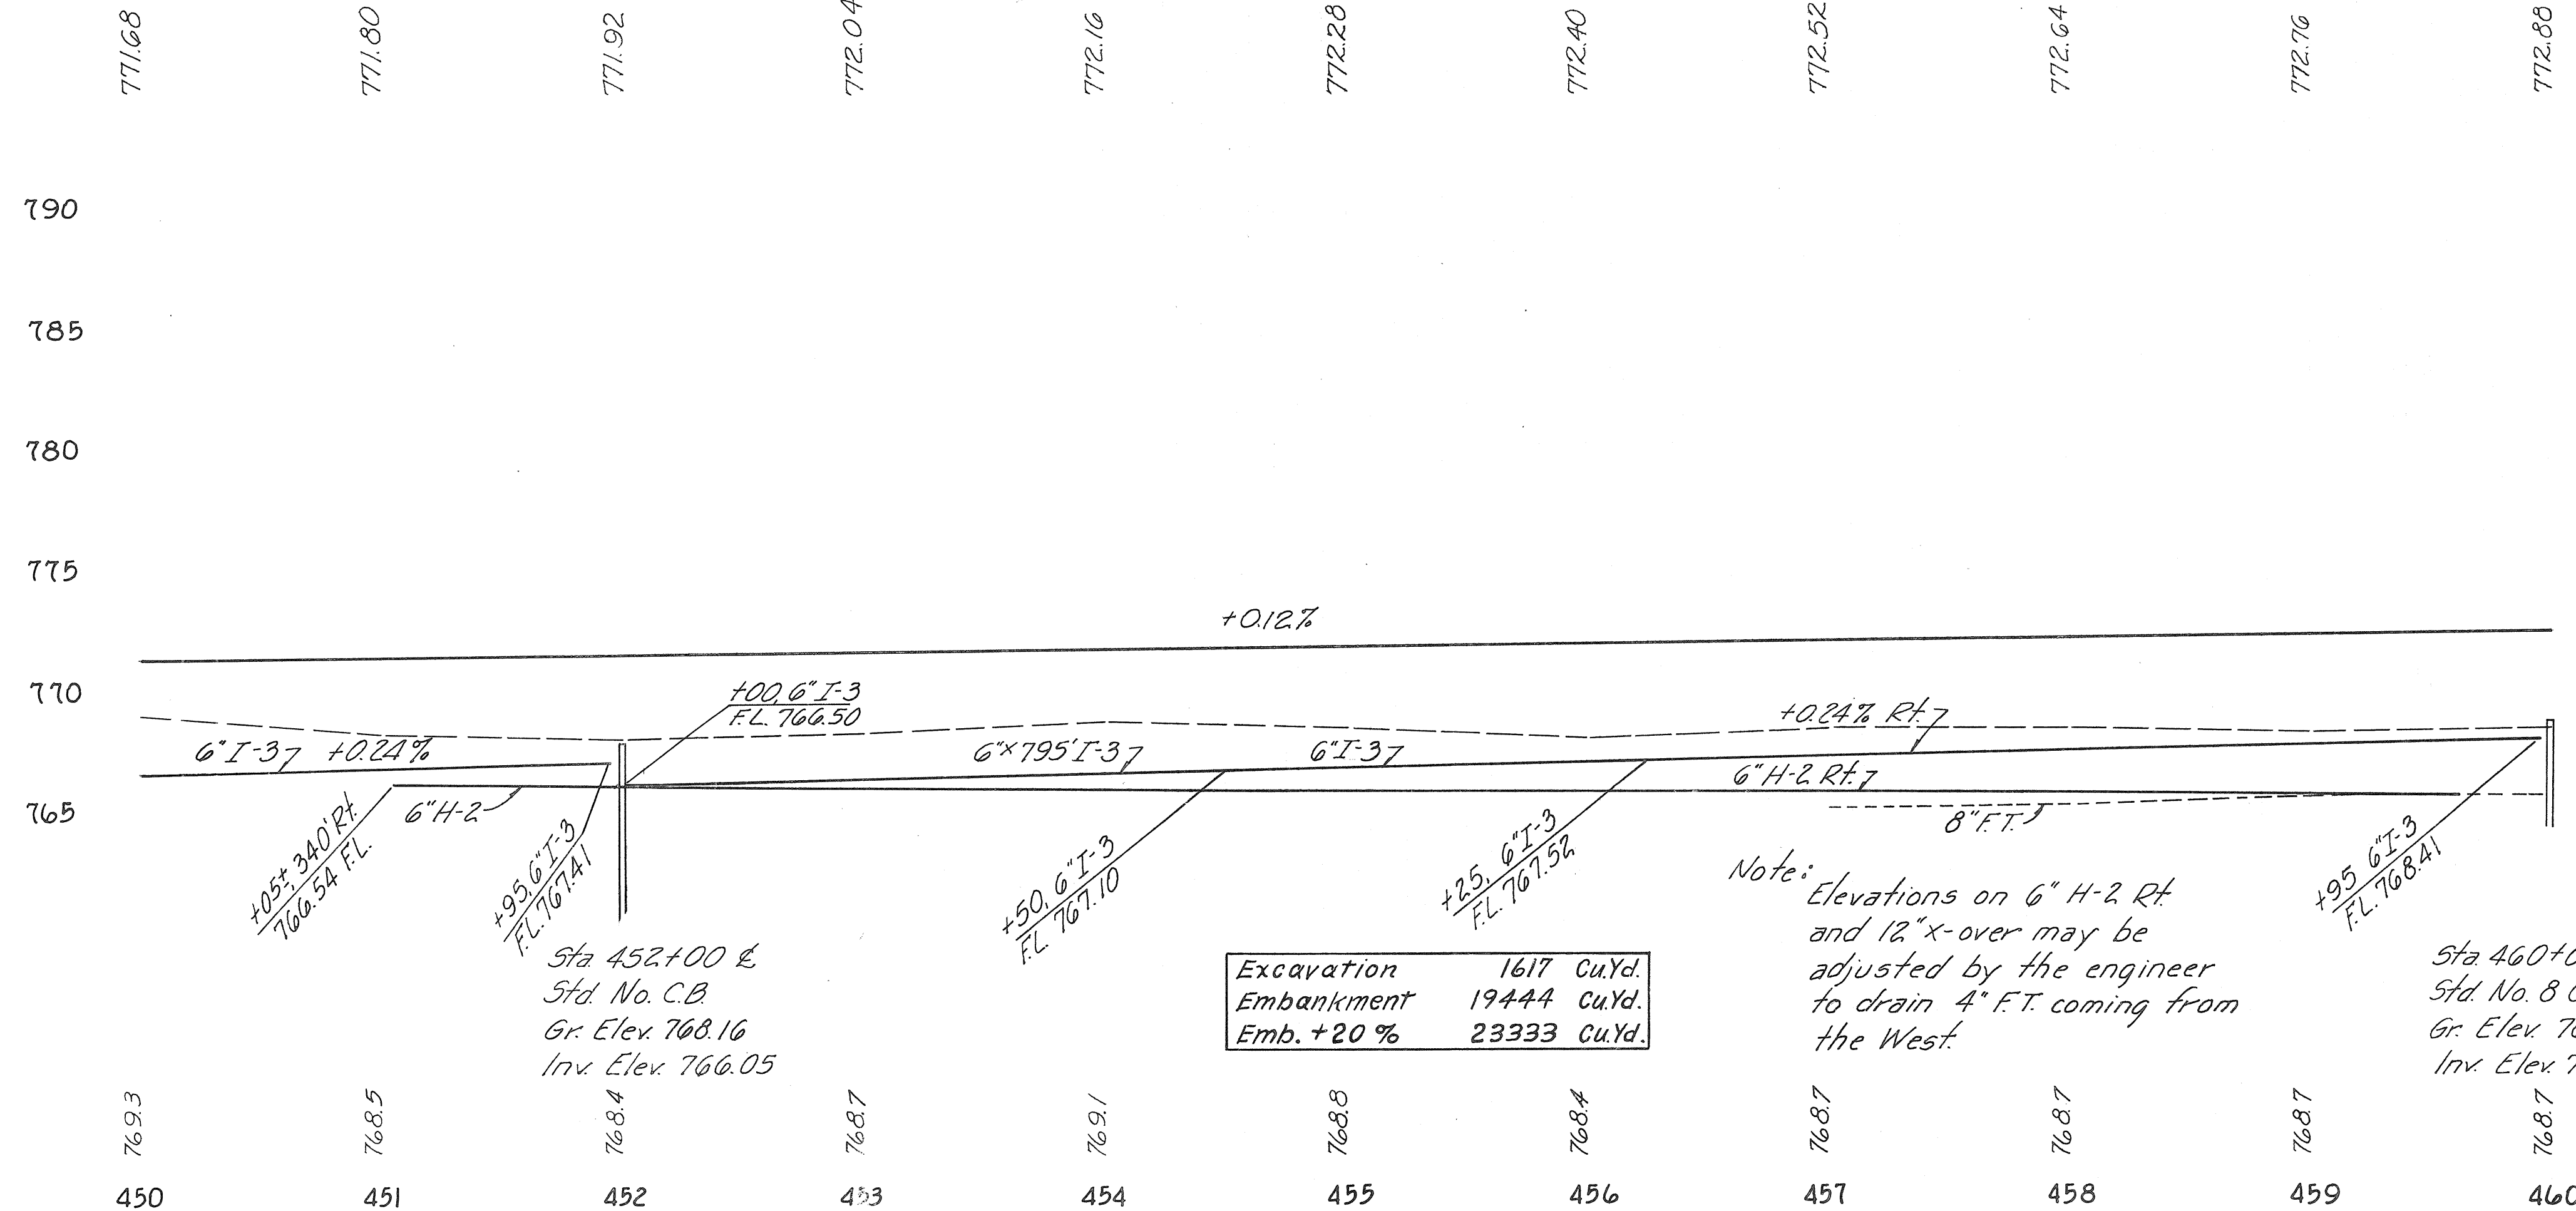 771.68
771.80
771.92
772.04
772.16
772.28
772.40
772.52
772.64
772.76
772.88
790
785
780
775
+0.12%
770
+00, 6" I-3
F.L. 766.50
+0.24% Rt.
6" I-3
+0.24%
6"x795' I-3
6" I-3
6" H-2 Rt.
765
6" H-2
8" F.T.
+05±, 340' Rt.
766.54 F.L.
+95, 6" I-3
F.L. 767.41
+50, 6" I-3
F.L. 767.10
+25, 6" I-3
F.L. 767.52
+95 6" I-3
F.L. 768.41
Note:
Elevations on 6" H-2 Rt.
and 12" x-over may be
adjusted by the engineer
to drain 4" F.T. coming from
the West.
Sta. 452+00 ℄
Std. No. C.B.
Gr. Elev. 768.16
Inv. Elev. 766.05
Excavation 1617 Cu.Yd.
Embankment 19444 Cu.Yd.
Emb. +20% 23333 Cu.Yd.
Sta. 460+0
Std. No. 8
Gr. Elev. 7
Inv. Elev. 7
769.3
768.5
768.4
768.7
769.1
768.8
768.4
768.7
768.7
768.7
768.7
450
451
452
453
454
455
456
457
458
459
460